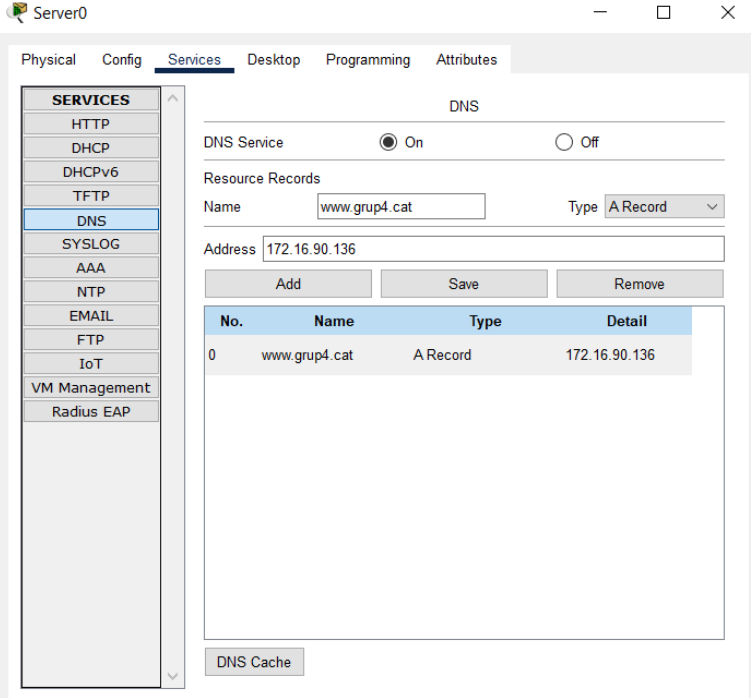 Server0
Physical Config Services Desktop Programming Attributes
SERVICES
HTTP
DHCP
DHCPv6
TFTP
DNS
SYSLOG
AAA
NTP
EMAIL
FTP
IoT
VM Management
Radius EAP
DNS
DNS Service On Off
Resource Records
Name www.grup4.cat Type A Record
Address 172.16.90.136
Add Save Remove
No. Name Type Detail
0 www.grup4.cat A Record 172.16.90.136
DNS Cache